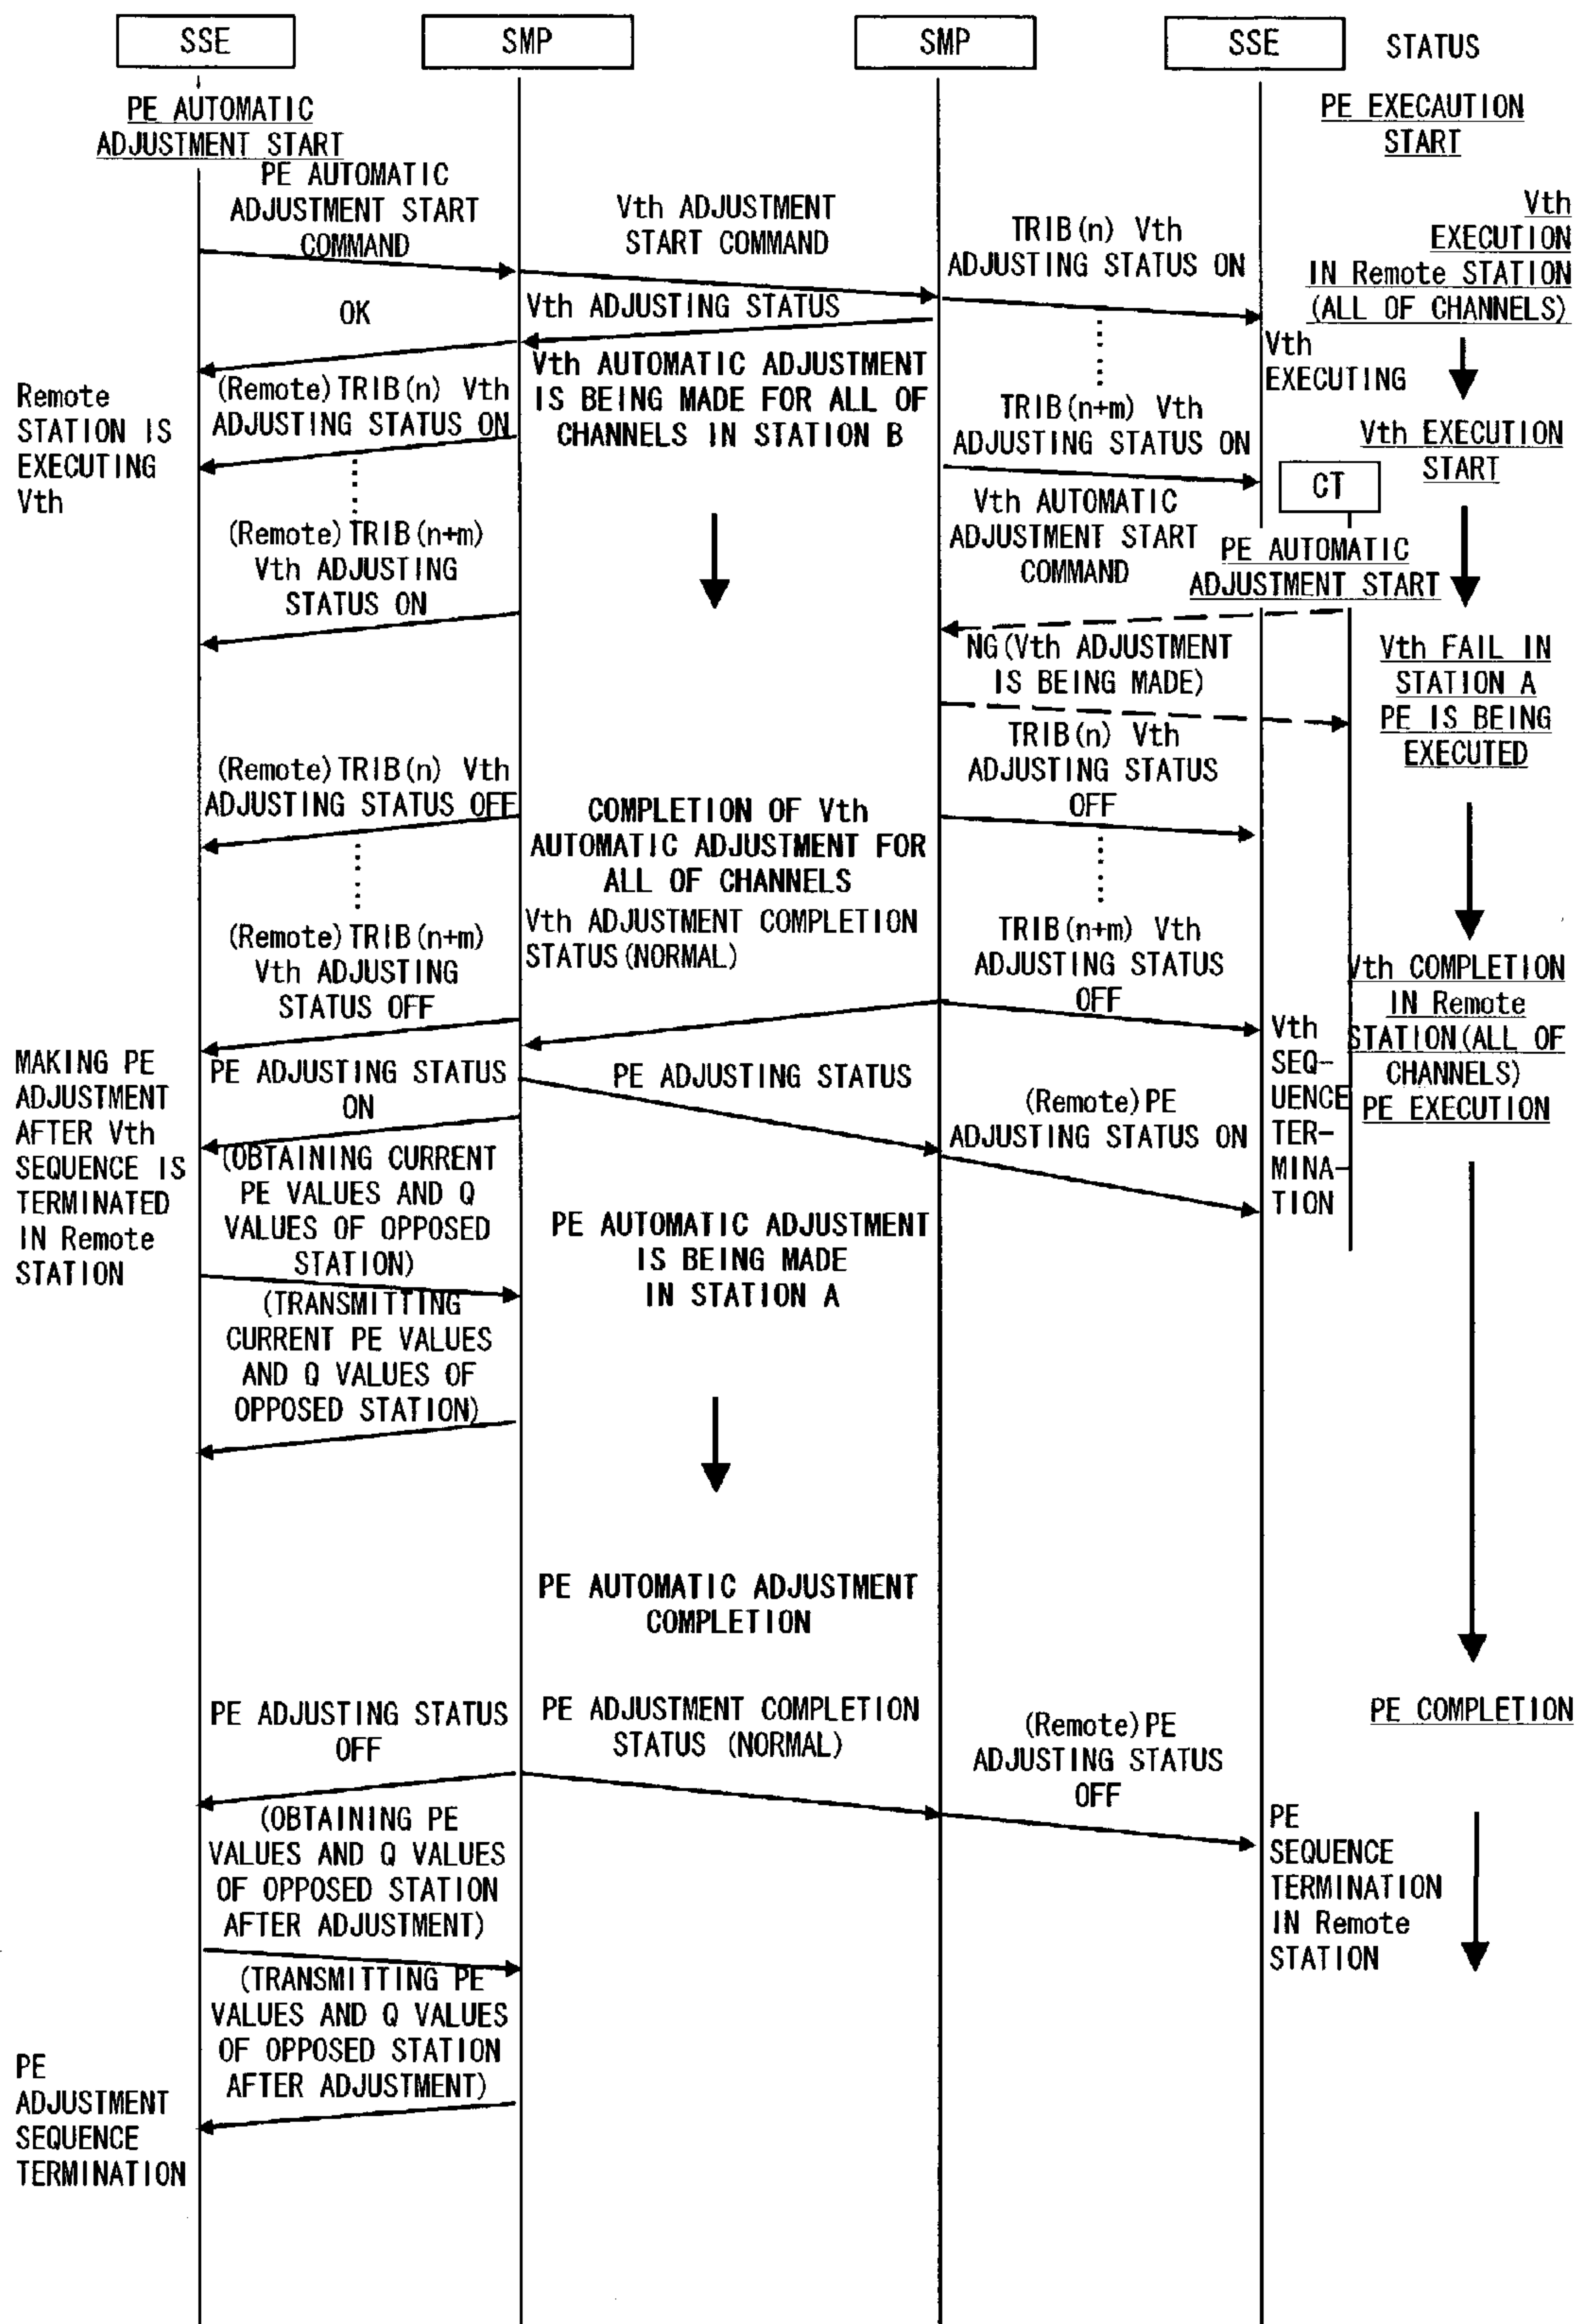 SSE
SMP
SMP
SSE
STATUS
PE AUTOMATIC
ADJUSTMENT START
PE EXECAUTION
START
PE AUTOMATIC
ADJUSTMENT START
COMMAND
Vth ADJUSTMENT
START COMMAND
TRIB(n) Vth
ADJUSTING STATUS ON
Vth
EXECUTION
IN Remote STATION
(ALL OF CHANNELS)
OK
Vth ADJUSTING STATUS
Vth
EXECUTING
Remote
STATION IS
EXECUTING
Vth
(Remote)TRIB(n) Vth
ADJUSTING STATUS ON
Vth AUTOMATIC ADJUSTMENT
IS BEING MADE FOR ALL OF
CHANNELS IN STATION B
TRIB(n+m) Vth
ADJUSTING STATUS ON
Vth EXECUTION
START
CT
(Remote)TRIB(n+m)
Vth ADJUSTING
STATUS ON
Vth AUTOMATIC
ADJUSTMENT START
COMMAND
PE AUTOMATIC
ADJUSTMENT START
NG(Vth ADJUSTMENT
IS BEING MADE)
Vth FAIL IN
STATION A
PE IS BEING
EXECUTED
(Remote)TRIB(n) Vth
ADJUSTING STATUS OFF
COMPLETION OF Vth
AUTOMATIC ADJUSTMENT FOR
ALL OF CHANNELS
TRIB(n) Vth
ADJUSTING STATUS
OFF
(Remote)TRIB(n+m)
Vth ADJUSTING
STATUS OFF
Vth ADJUSTMENT COMPLETION
STATUS(NORMAL)
TRIB(n+m) Vth
ADJUSTING STATUS
OFF
Vth COMPLETION
IN Remote
STATION(ALL OF
CHANNELS)
PE EXECUTION
Vth
SEQ-
UENCE
TER-
MINA-
TION
MAKING PE
ADJUSTMENT
AFTER Vth
SEQUENCE IS
TERMINATED
IN Remote
STATION
PE ADJUSTING STATUS
ON
PE ADJUSTING STATUS
(Remote)PE
ADJUSTING STATUS ON
(OBTAINING CURRENT
PE VALUES AND Q
VALUES OF OPPOSED
STATION)
PE AUTOMATIC ADJUSTMENT
IS BEING MADE
IN STATION A
(TRANSMITTING
CURRENT PE VALUES
AND Q VALUES OF
OPPOSED STATION)
PE AUTOMATIC ADJUSTMENT
COMPLETION
PE ADJUSTING STATUS
OFF
PE ADJUSTMENT COMPLETION
STATUS (NORMAL)
(Remote)PE
ADJUSTING STATUS
OFF
PE COMPLETION
(OBTAINING PE
VALUES AND Q VALUES
OF OPPOSED STATION
AFTER ADJUSTMENT)
PE
SEQUENCE
TERMINATION
IN Remote
STATION
(TRANSMITTING PE
VALUES AND Q VALUES
OF OPPOSED STATION
AFTER ADJUSTMENT)
PE
ADJUSTMENT
SEQUENCE
TERMINATION